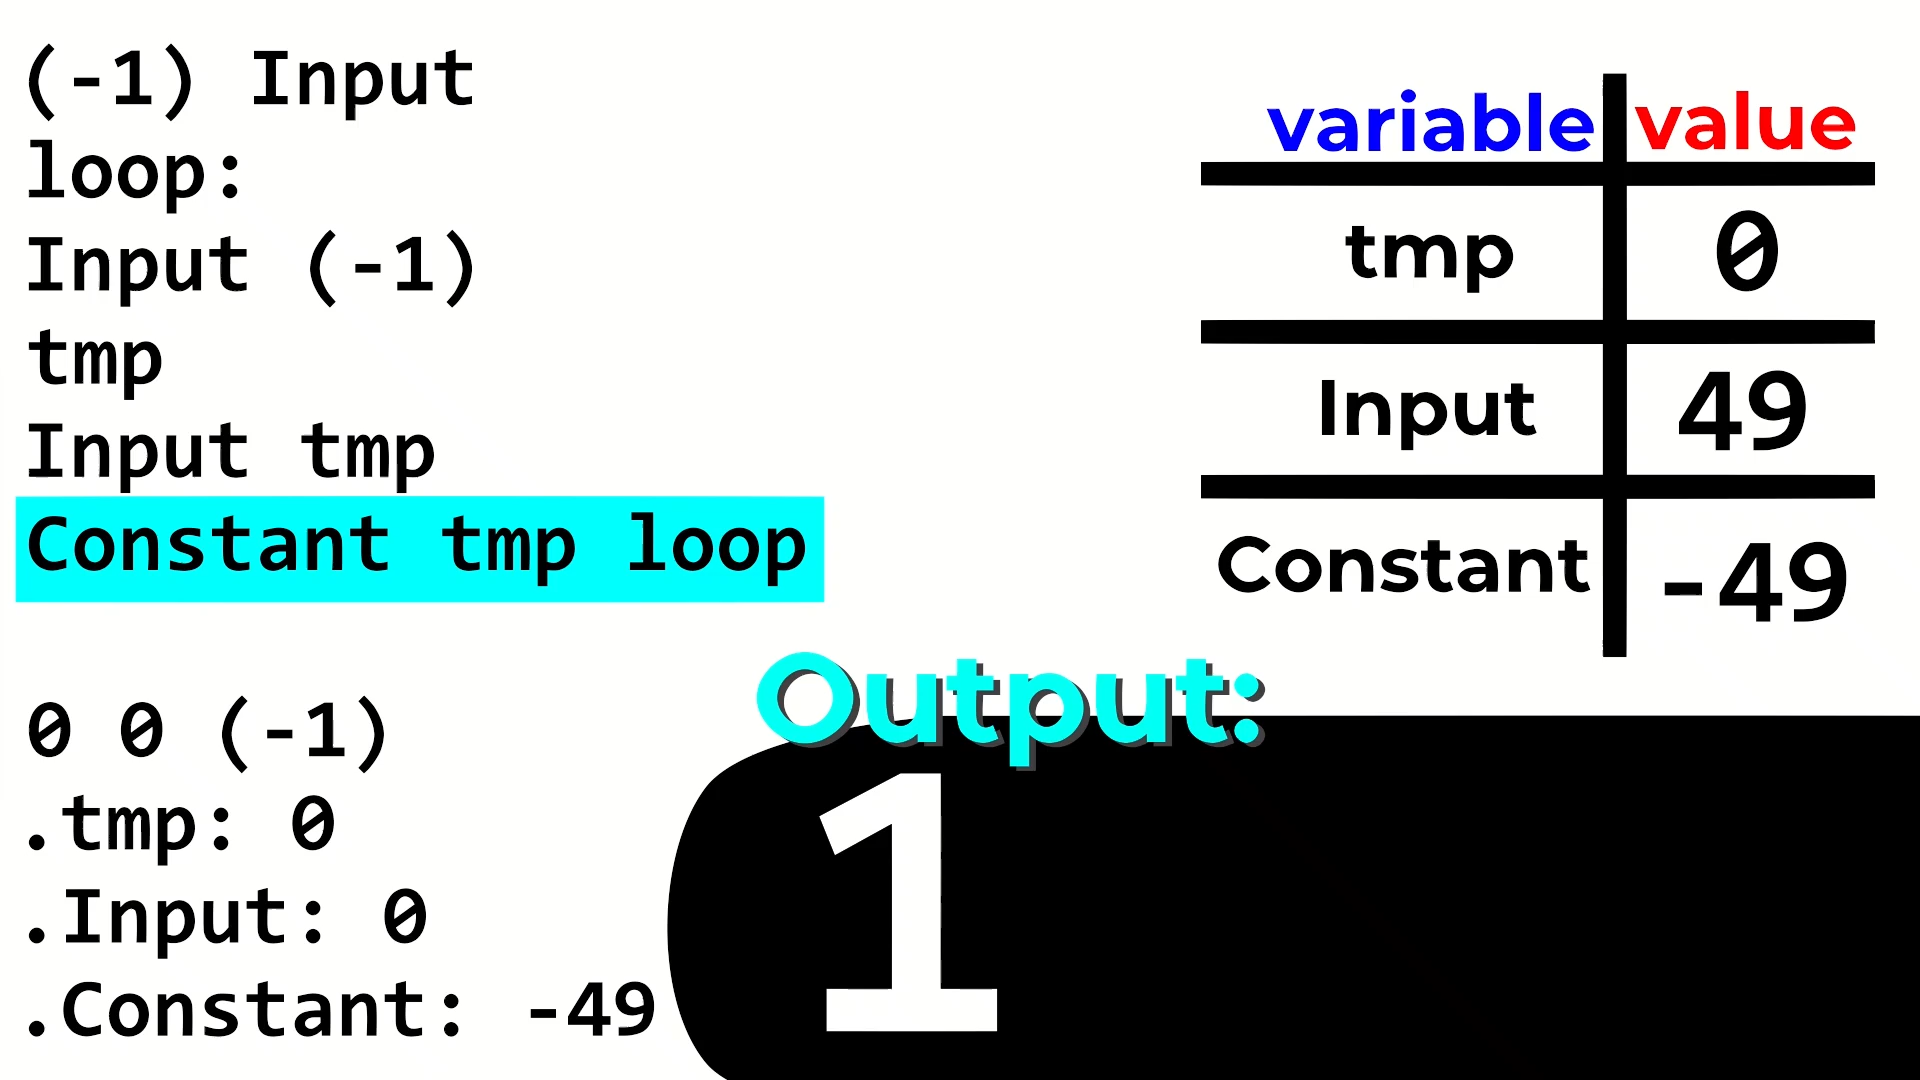 (-1) Input
loop:
Input (-1)
tmp
Input tmp
Constant tmp loop
0 0 (-1)
.tmp: 0
.Input: 0
.Constant: -49
variable value
tmp 0
Input 49
Constant -49
Output:
1